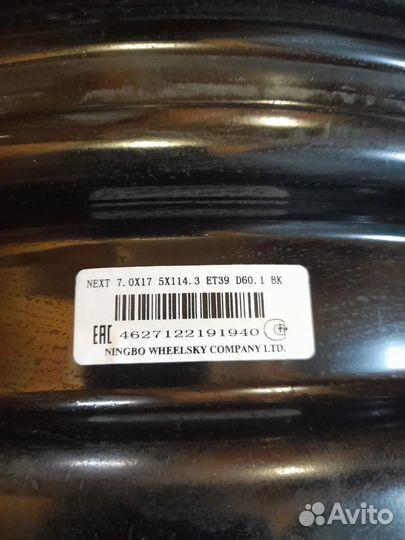 NEXT 7.0X17 5X114.3 ET39 D60.1 BK
EAC 4627122191940
NINGBO WHEELSKY COMPANY LTD.
Avito